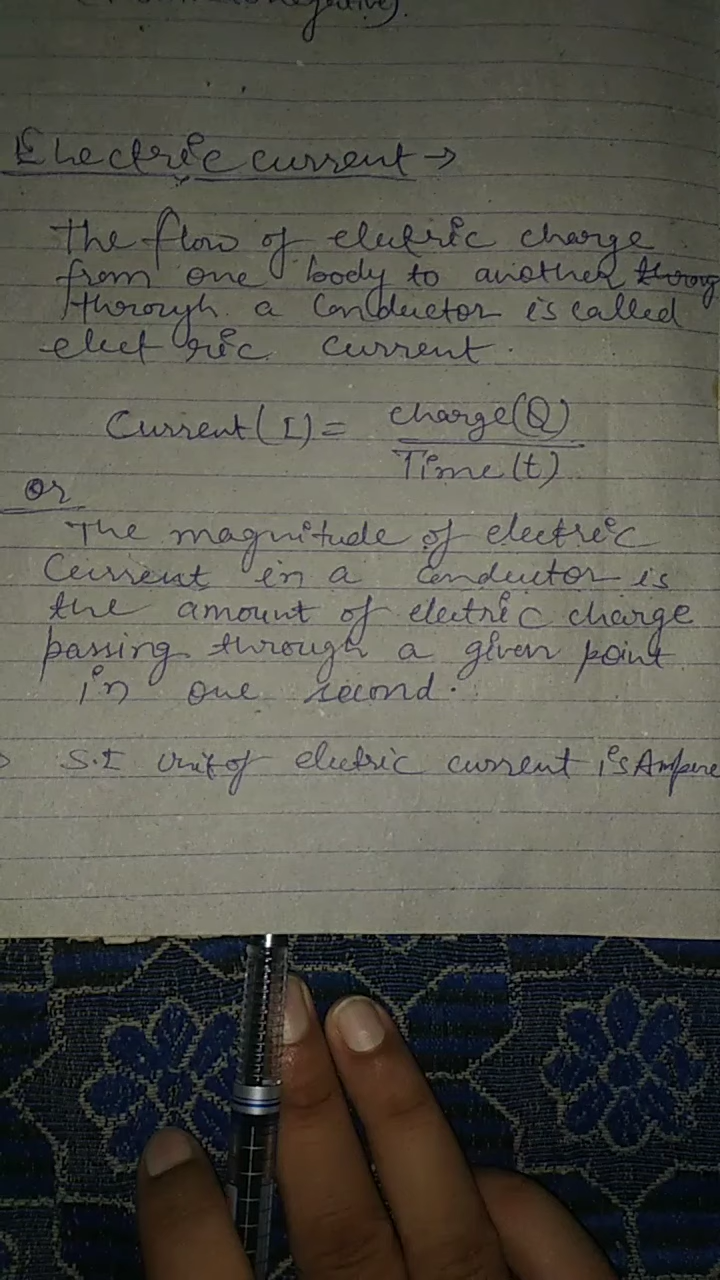 Electric current →
The flow of electric charge
from one body to another
through a conductor is called
electric current.
Current (I) = charge(Q)
Time (t)
or
The magnitude of electric
Current in a conductor is
the amount of electric charge
passing through a given point
in one second.
S.I Unit of electric current is Ampere